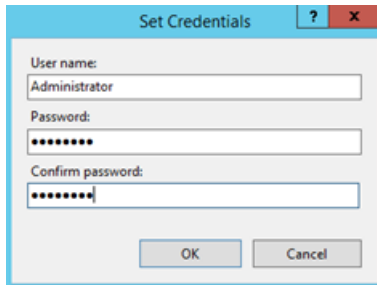 Set Credentials
? x
User name:
Administrator
Password:
••••••••
Confirm password:
••••••••
OK Cancel